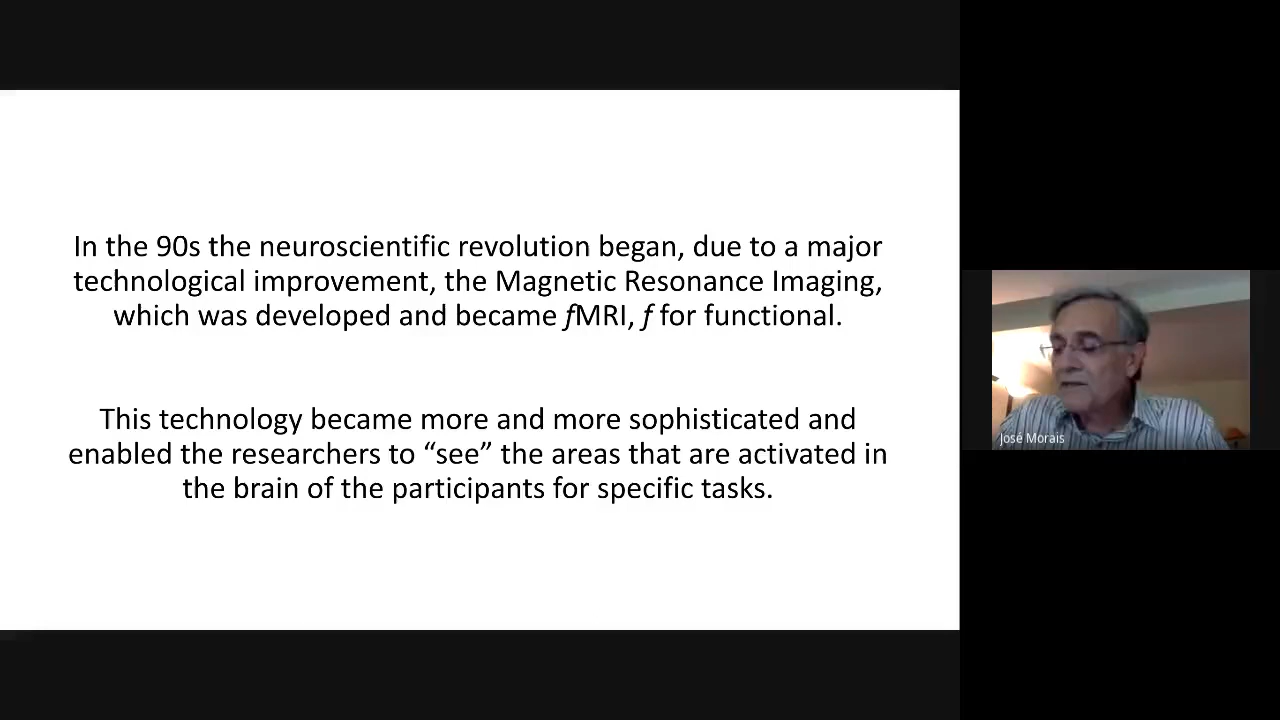 In the 90s the neuroscientific revolution began, due to a major
technological improvement, the Magnetic Resonance Imaging,
which was developed and became fMRI, f for functional.
This technology became more and more sophisticated and
enabled the researchers to “see” the areas that are activated in
the brain of the participants for specific tasks.
José Morais